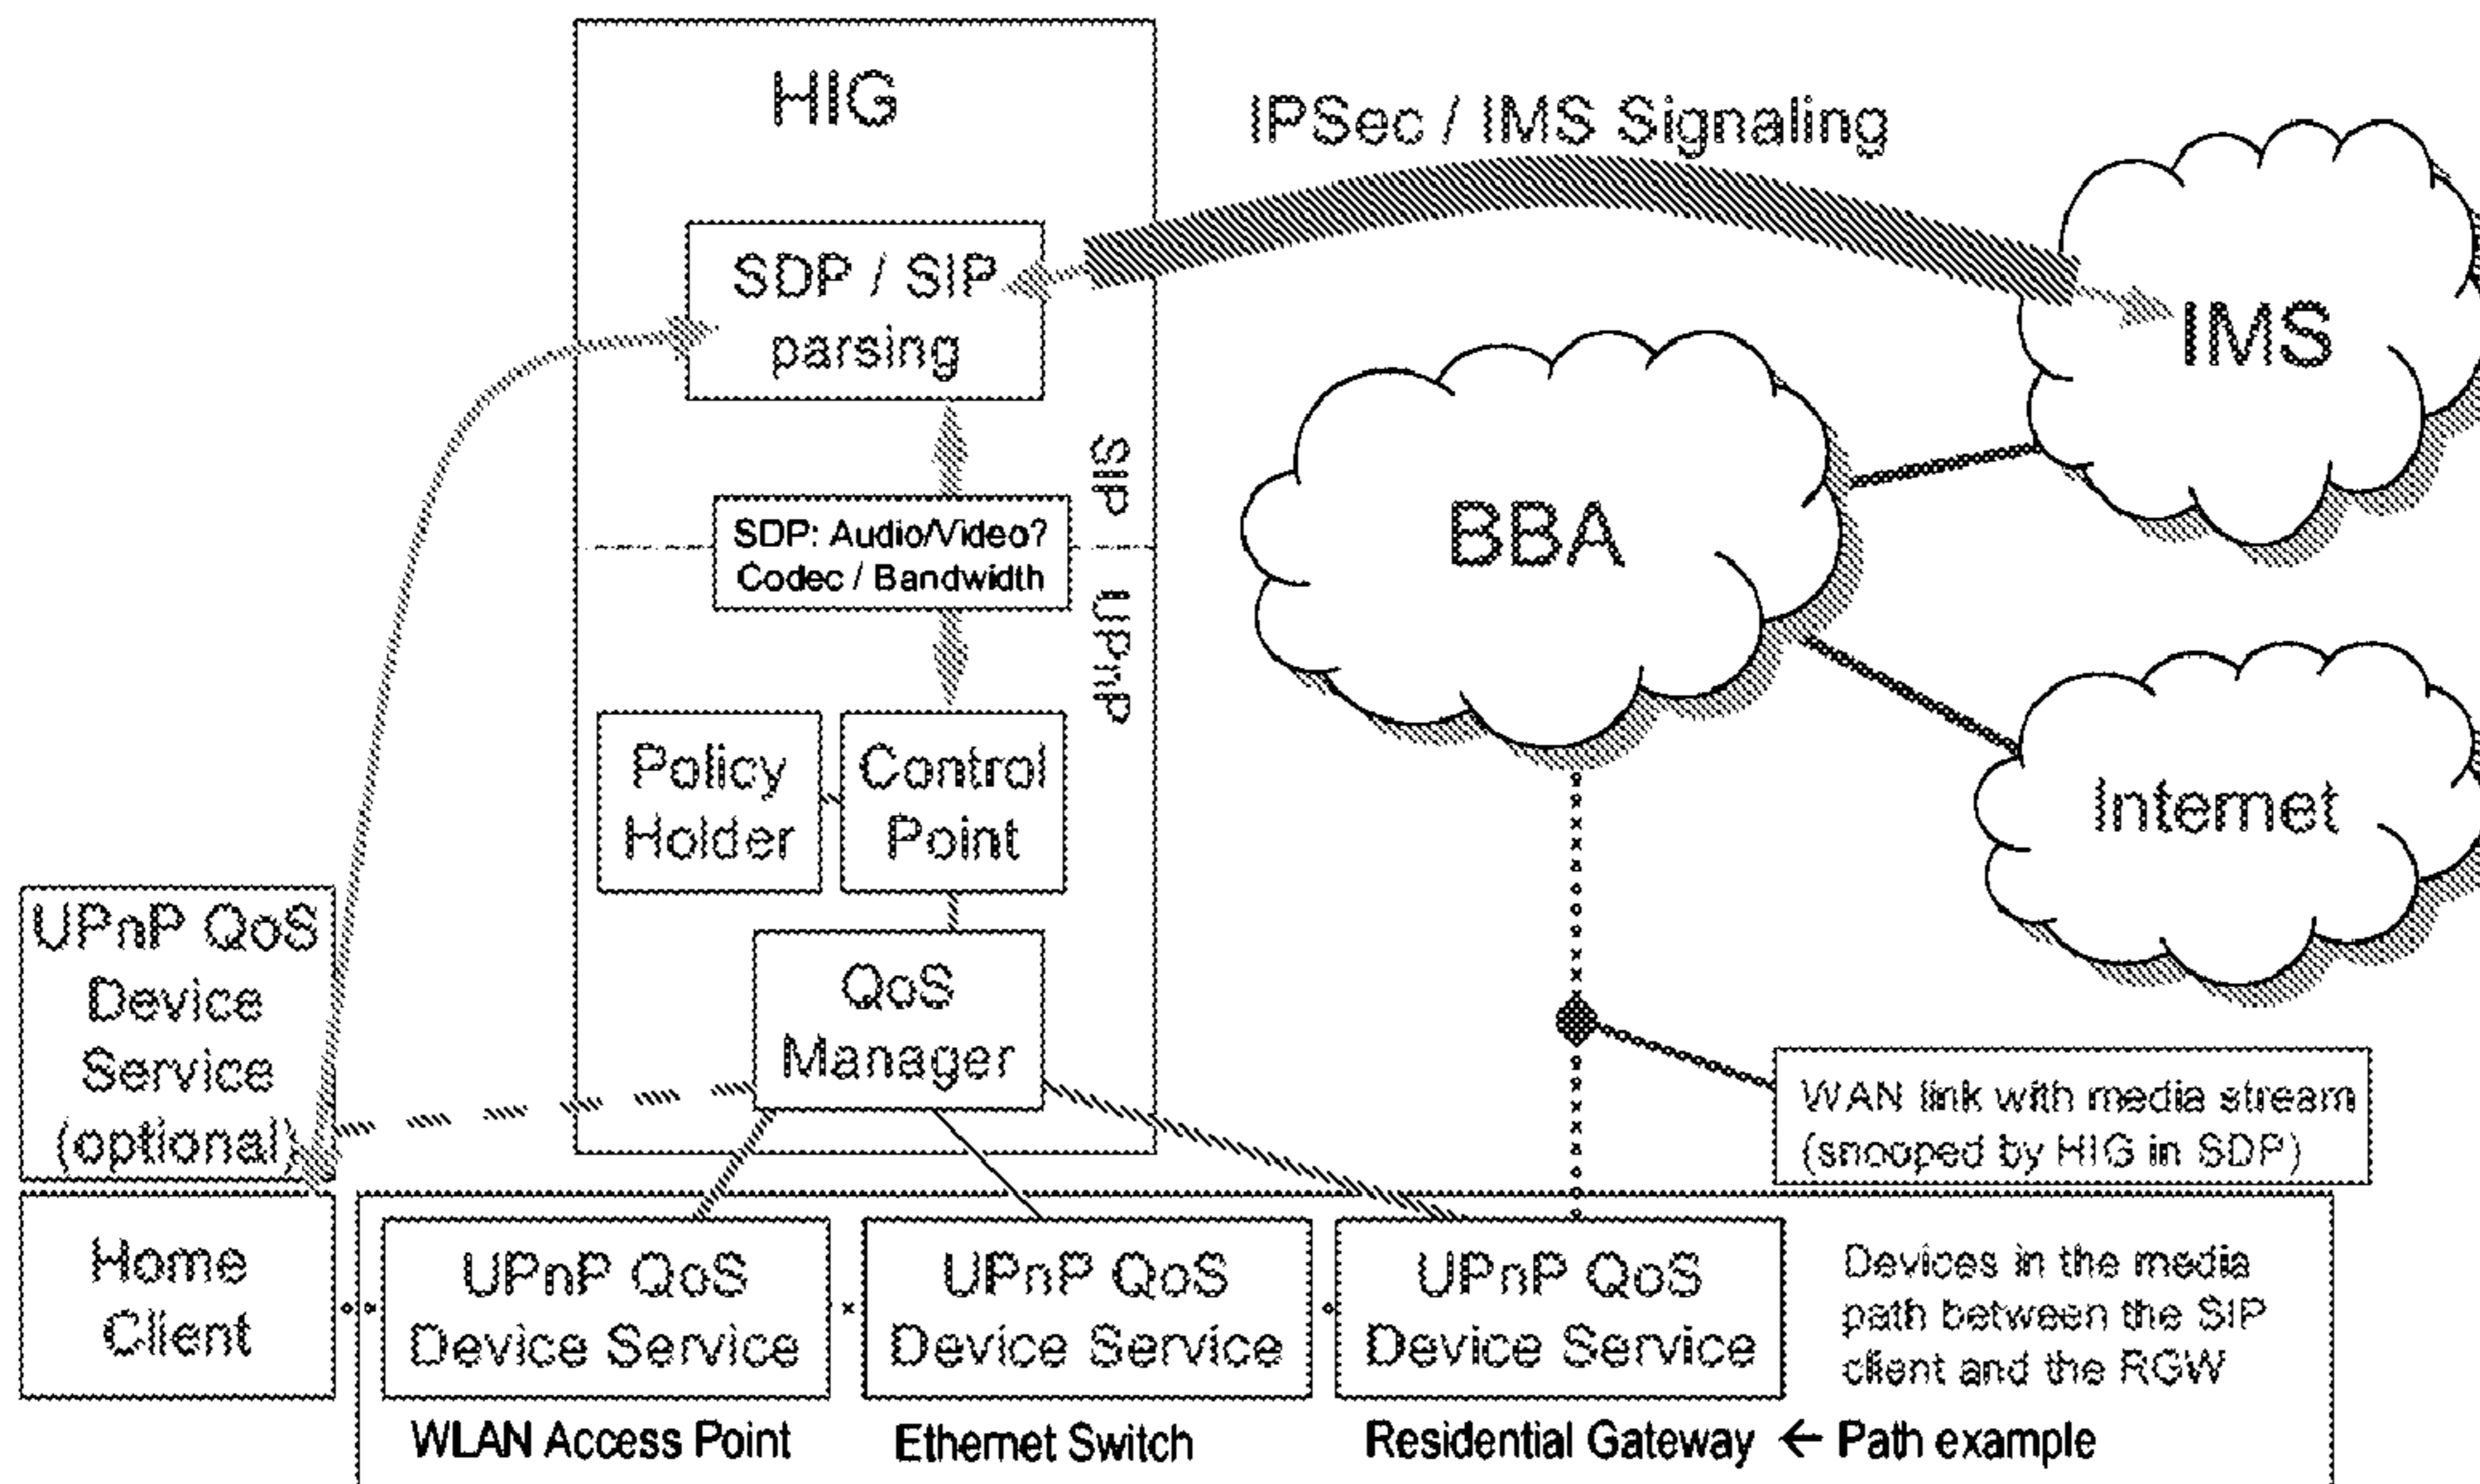 HIG
IPSec / IMS Signaling
SDP / SIP
parsing
IMS
SIP
SDP: Audio/Video?
Codec / Bandwidth
UPnP
BBA
Policy
Holder
Control
Point
Internet
UPnP QoS
Device
Service
(optional)
QoS
Manager
WAN link with media stream
(snooped by HIG in SDP)
Home
Client
UPnP QoS
Device Service
UPnP QoS
Device Service
UPnP QoS
Device Service
Devices in the media
path between the SIP
client and the RGW
WLAN Access Point
Ethernet Switch
Residential Gateway ← Path example